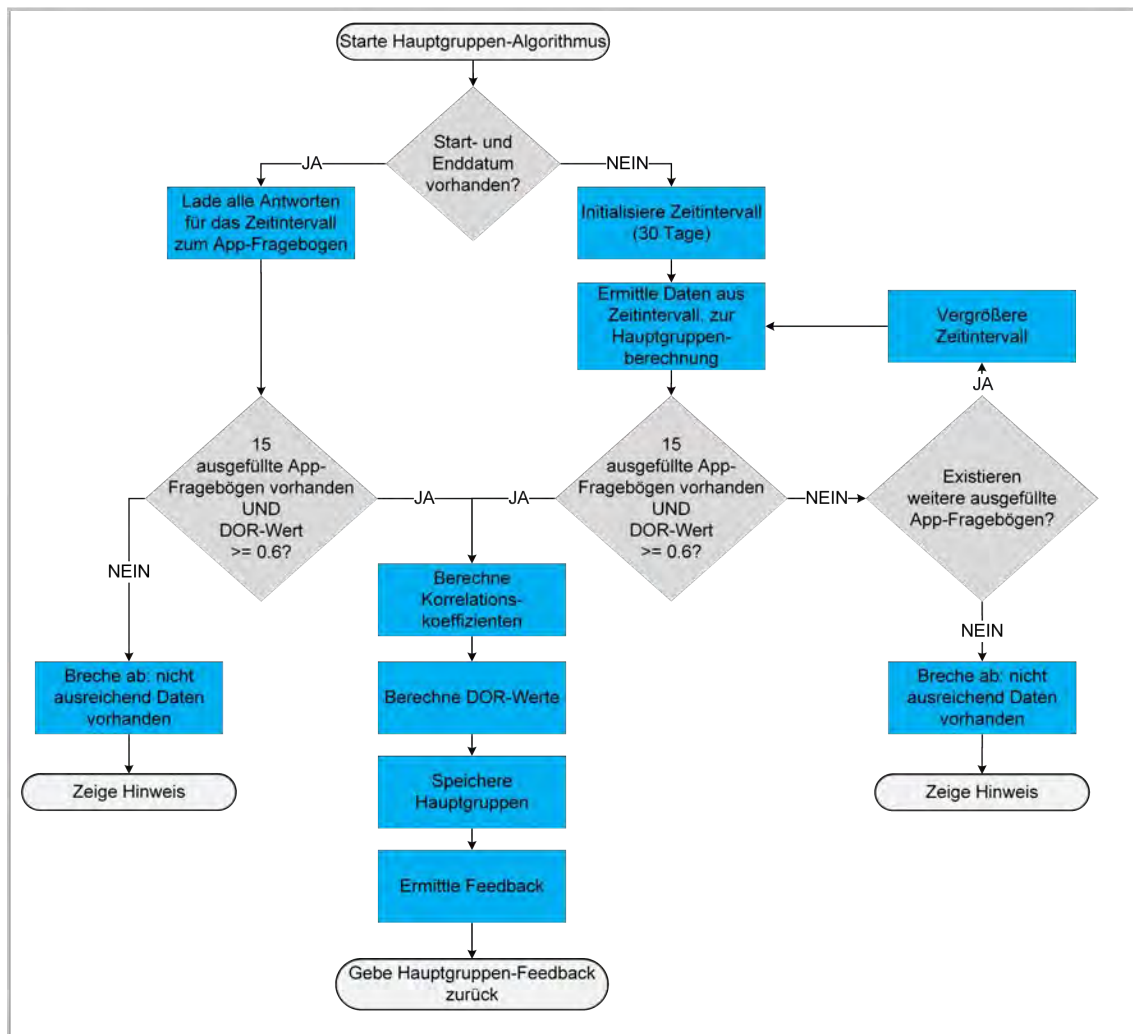 Starte Hauptgruppen-Algorithmus
Start- und
Enddatum
vorhanden?
JA
NEIN
Lade alle Antworten
für das Zeitintervall
zum App-Fragebogen
Initialisiere Zeitintervall
(30 Tage)
Ermittle Daten aus
Zeitintervall, zur
Hauptgruppen-
berechnung
Vergrößere
Zeitintervall
JA
15
ausgefüllte App-
Fragebögen vorhanden
UND
DOR-Wert
>= 0.6?
JA
JA
15
ausgefüllte App-
Fragebögen vorhanden
UND
DOR-Wert
>= 0.6?
NEIN
Existieren
weitere ausgefüllte
App-Fragebögen?
NEIN
Berechne
Korrelations-
koeffizienten
NEIN
Breche ab: nicht
ausreichend Daten
vorhanden
Berechne DOR-Werte
Breche ab: nicht
ausreichend Daten
vorhanden
Zeige Hinweis
Speichere
Hauptgruppen
Zeige Hinweis
Ermittle Feedback
Gebe Hauptgruppen-Feedback
zurück